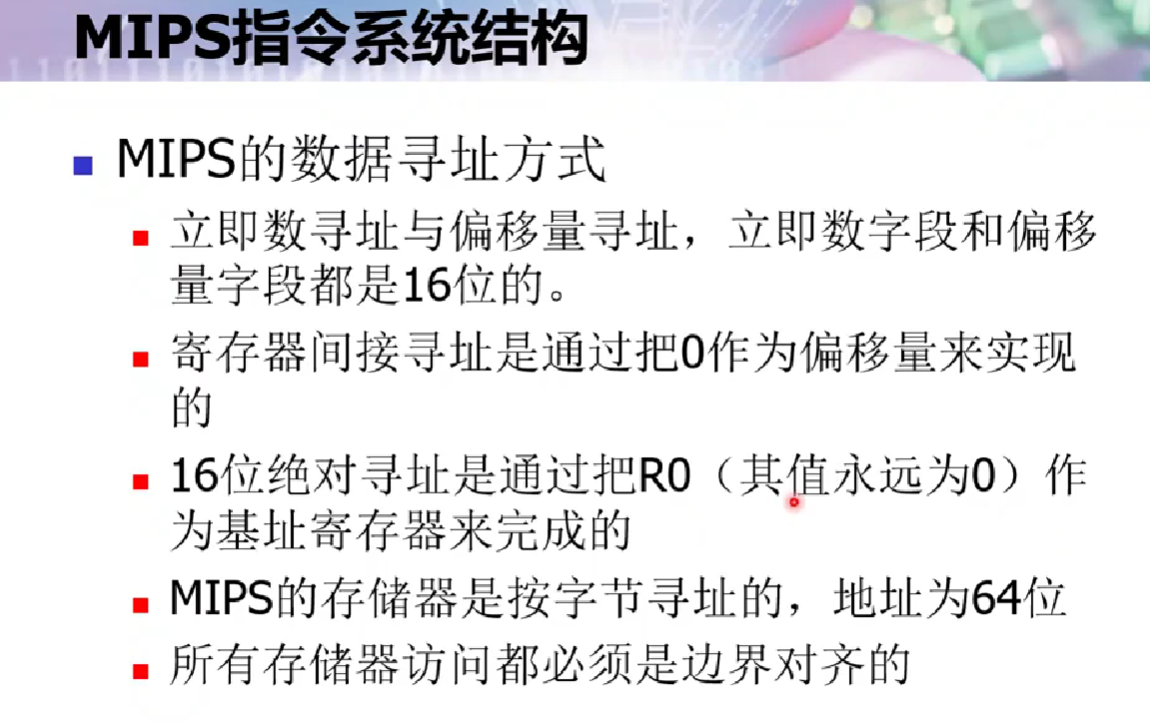 MIPS指令系统结构
MIPS的数据寻址方式
立即数寻址与偏移量寻址，立即数字段和偏移
量字段都是16位的。
寄存器间接寻址是通过把0作为偏移量来实现
的
16位绝对寻址是通过把R0（其值永远为0）作
为基址寄存器来完成的
MIPS的存储器是按字节寻址的，地址为64位
所有存储器访问都必须是边界对齐的